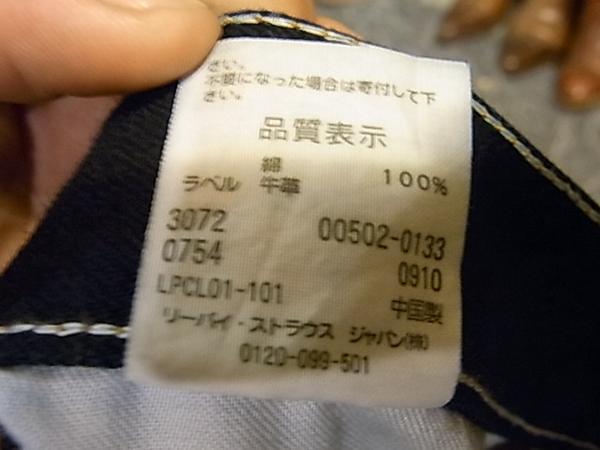 さい。
不要になった場合は寄付して下
さい。
品質表示
綿 100%
ラベル 牛革
3072 00502-0133
0754 0910
LPCL01-101 中国製
リーバイ・ストラウス ジャパン(株)
0120-099-501